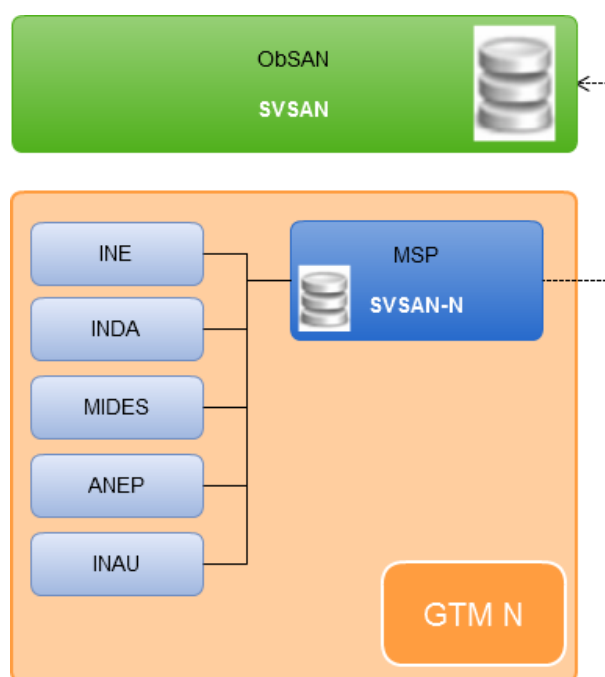 ObSAN
SVSAN
INE
INDA
MIDES
ANEP
INAU
MSP
SVSAN-N
GTM N